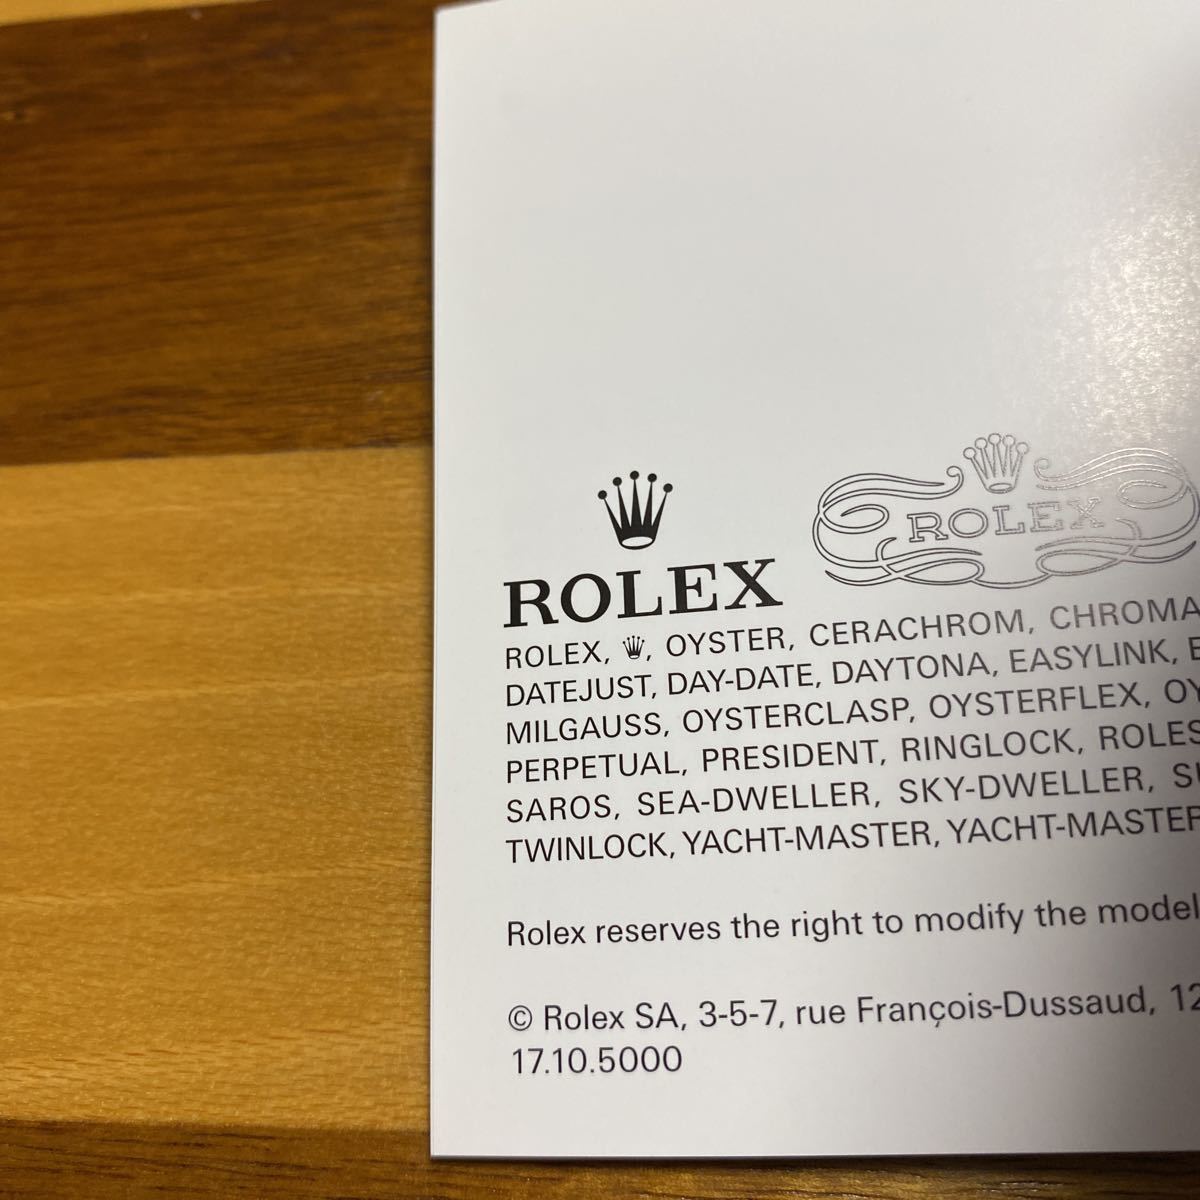 ROLEX
ROLEX
ROLEX, , OYSTER, CERACHROM,
DATEJUST, DAY-DATE, DAYTONA, EASYLINK,
MILGAUSS, OYSTERCLASP, OYSTERFLEX,
PERPETUAL, PRESIDENT, RINGLOCK,
SAROS, SEA-DWELLER, SKY-DWELLER,
TWINLOCK, YACHT-MASTER, YACHT-MASTER
Rolex reserves the right to modify the
© Rolex SA, 3-5-7, rue François-Dussaud,
17.10.5000